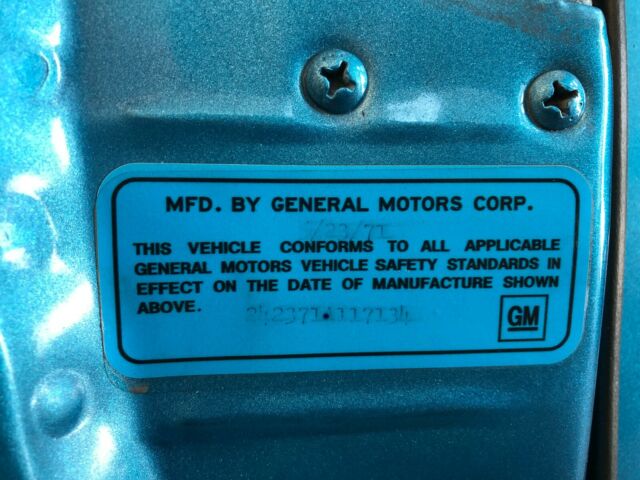 MFD. BY GENERAL MOTORS CORP.
THIS VEHICLE CONFORMS TO ALL APPLICABLE
GENERAL MOTORS VEHICLE SAFETY STANDARDS IN
EFFECT ON THE DATE OF MANUFACTURE SHOWN
ABOVE. 2423711117134
GM